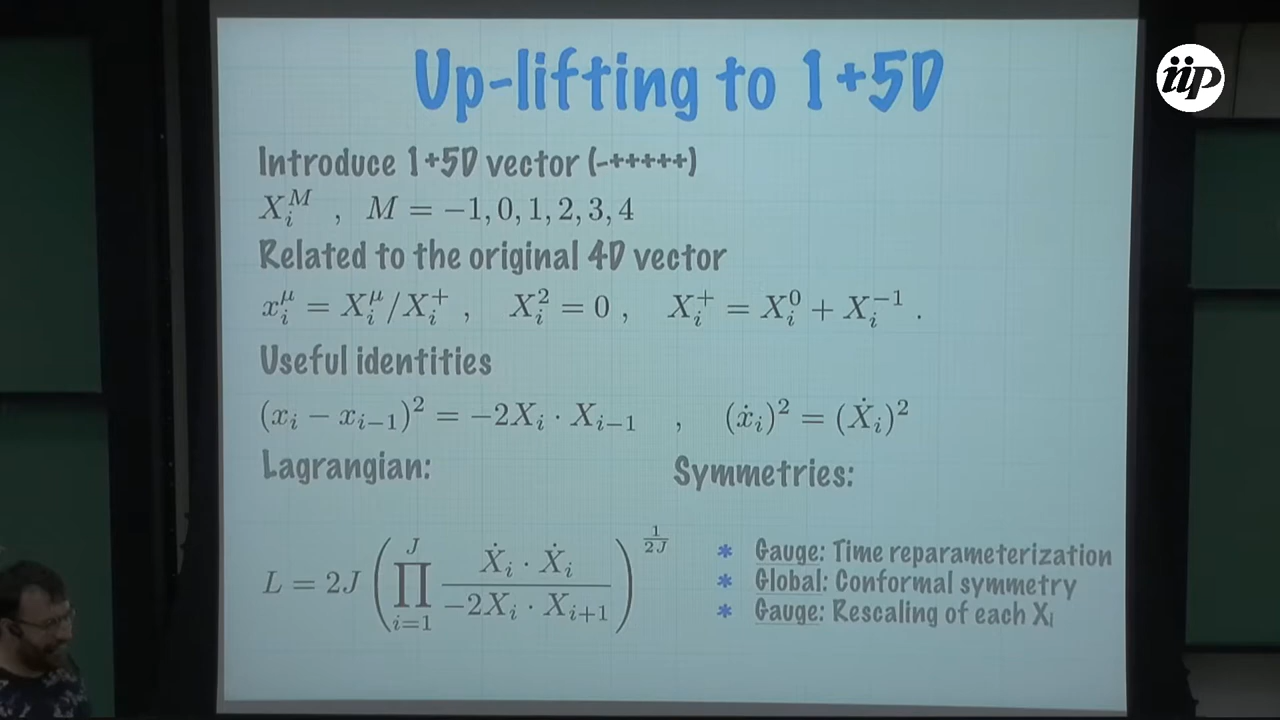 iip
Up-lifting to 1+5D
Introduce 1+5D vector (-+++++)
X_i^M , M = −1, 0, 1, 2, 3, 4
Related to the original 4D vector
x_i^μ = X_i^μ/X_i^+ , X_i^2 = 0 , X_i^+ = X_i^0 + X_i^{−1} .
Useful identities
(x_i − x_{i−1})^2 = −2X_i · X_{i−1} , (ẋ_i)^2 = (Ẋ_i)^2
Lagrangian: Symmetries:
L = 2J ( ∏_{i=1}^{J} \frac{Ẋ_i · Ẋ_i}{−2X_i · X_{i+1}} )^{\frac{1}{2J}}
* Gauge: Time reparameterization
* Global: Conformal symmetry
* Gauge: Rescaling of each X_i